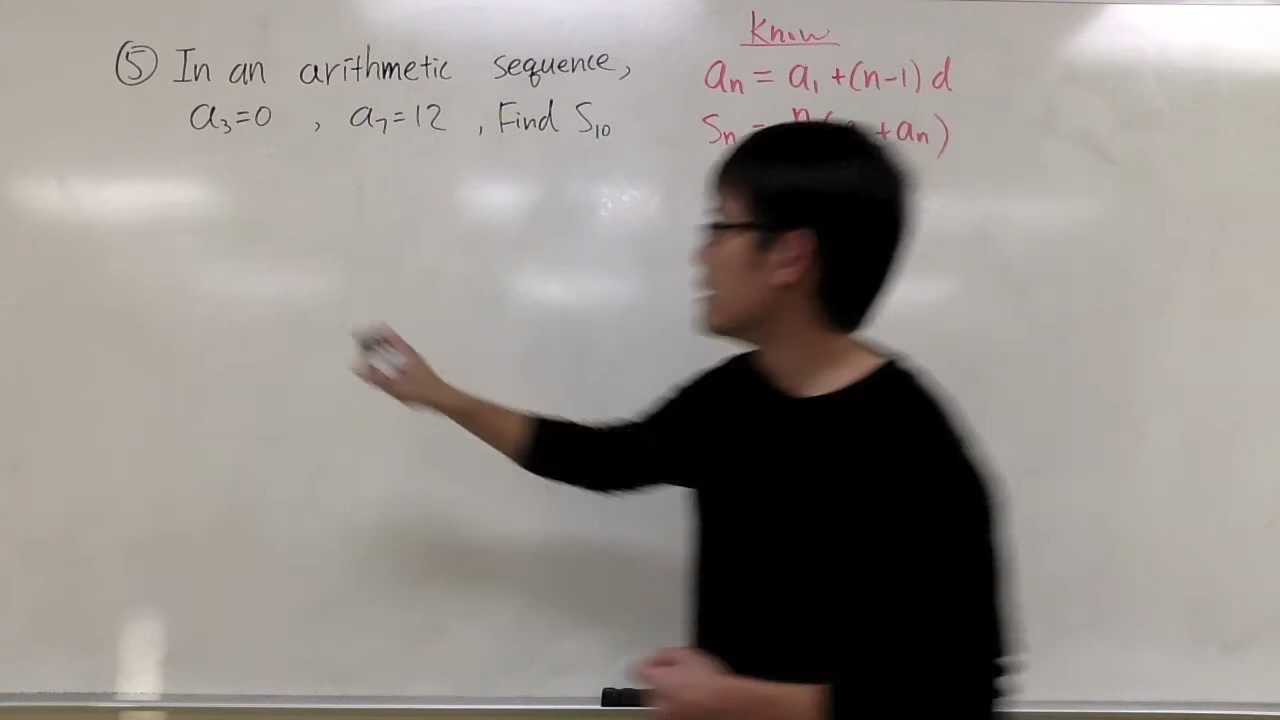 ⑤ In an arithmetic sequence,
a₃=0 , a₇=12 , Find S₁₀
Know
aₙ = a₁ +(n-1) d
Sₙ = n( +aₙ)